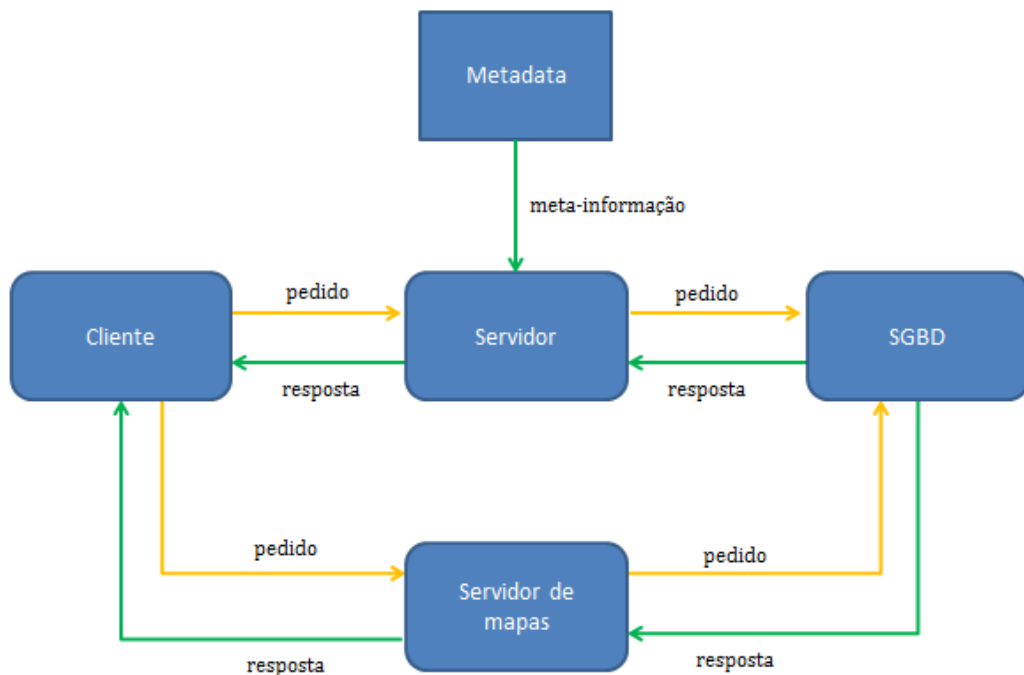 Metadata
meta-informação
pedido
pedido
Cliente
Servidor
SGBD
resposta
resposta
pedido
pedido
Servidor de
mapas
resposta
resposta